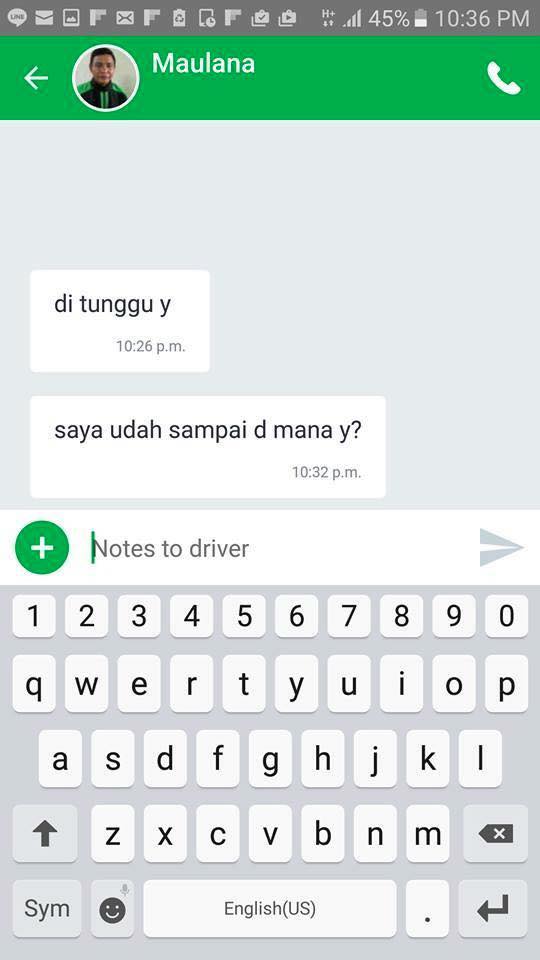 LINE
H+
45%
10:36 PM
Maulana
di tunggu y
10:26 p.m.
saya udah sampai d mana y?
10:32 p.m.
Notes to driver
1 2 3 4 5 6 7 8 9 0
q w e r t y u i o p
a s d f g h j k l
z x c v b n m
Sym
English(US)
.